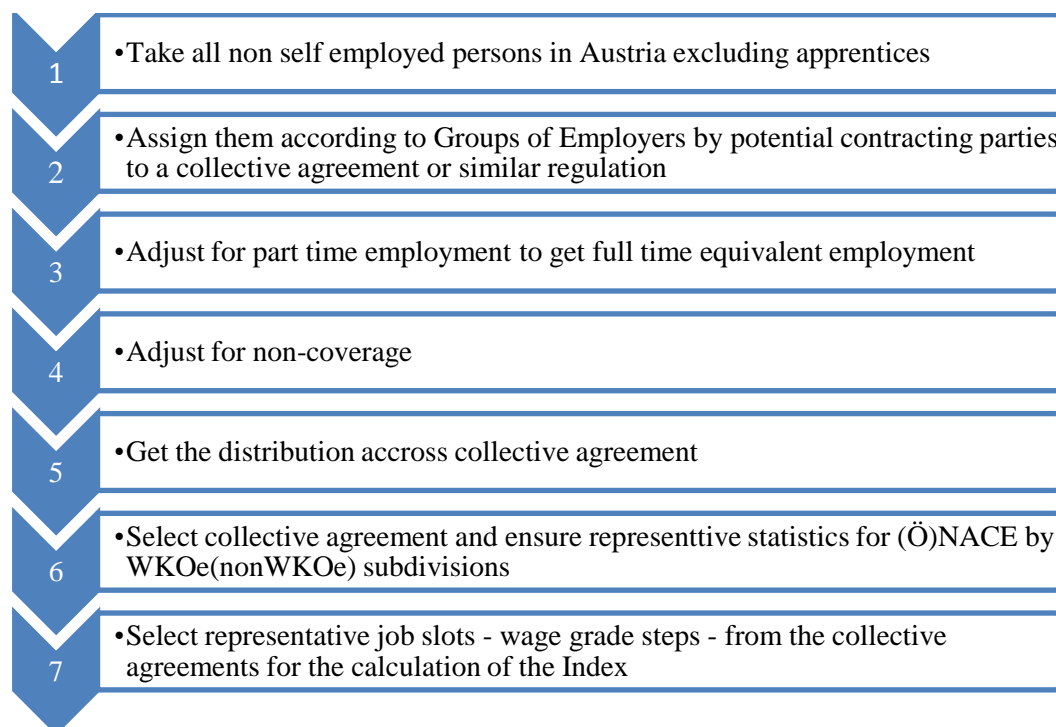 1
•Take all non self employed persons in Austria excluding apprentices
2
•Assign them according to Groups of Employers by potential contracting parties
to a collective agreement or similar regulation
3
•Adjust for part time employment to get full time equivalent employment
4
•Adjust for non-coverage
5
•Get the distribution accross collective agreement
6
•Select collective agreement and ensure representtive statistics for (Ö)NACE by
WKOe(nonWKOe) subdivisions
7
•Select representative job slots - wage grade steps - from the collective
agreements for the calculation of the Index